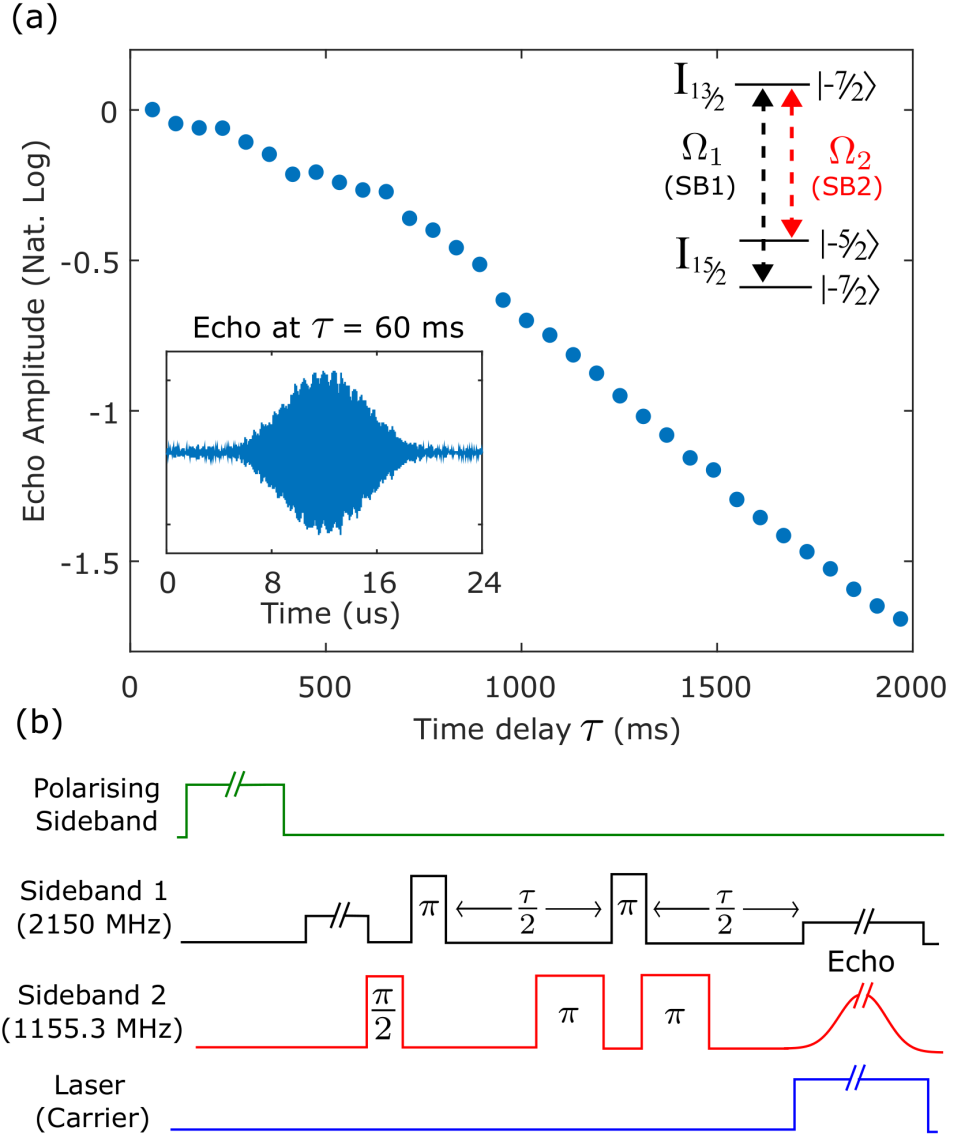 (a)
Echo Amplitude (Nat. Log)
0
-0.5
-1
-1.5
I13⁄2
|-7⁄2⟩
Ω1
(SB1)
Ω2
(SB2)
I15⁄2
|-5⁄2⟩
|-7⁄2⟩
Echo at τ = 60 ms
0 8 16 24
Time (us)
0 500 1000 1500 2000
Time delay τ (ms)
(b)
Polarising
Sideband
Sideband 1
(2150 MHz)
π τ/2 π τ/2
Echo
Sideband 2
(1155.3 MHz)
π/2 π π
Laser
(Carrier)